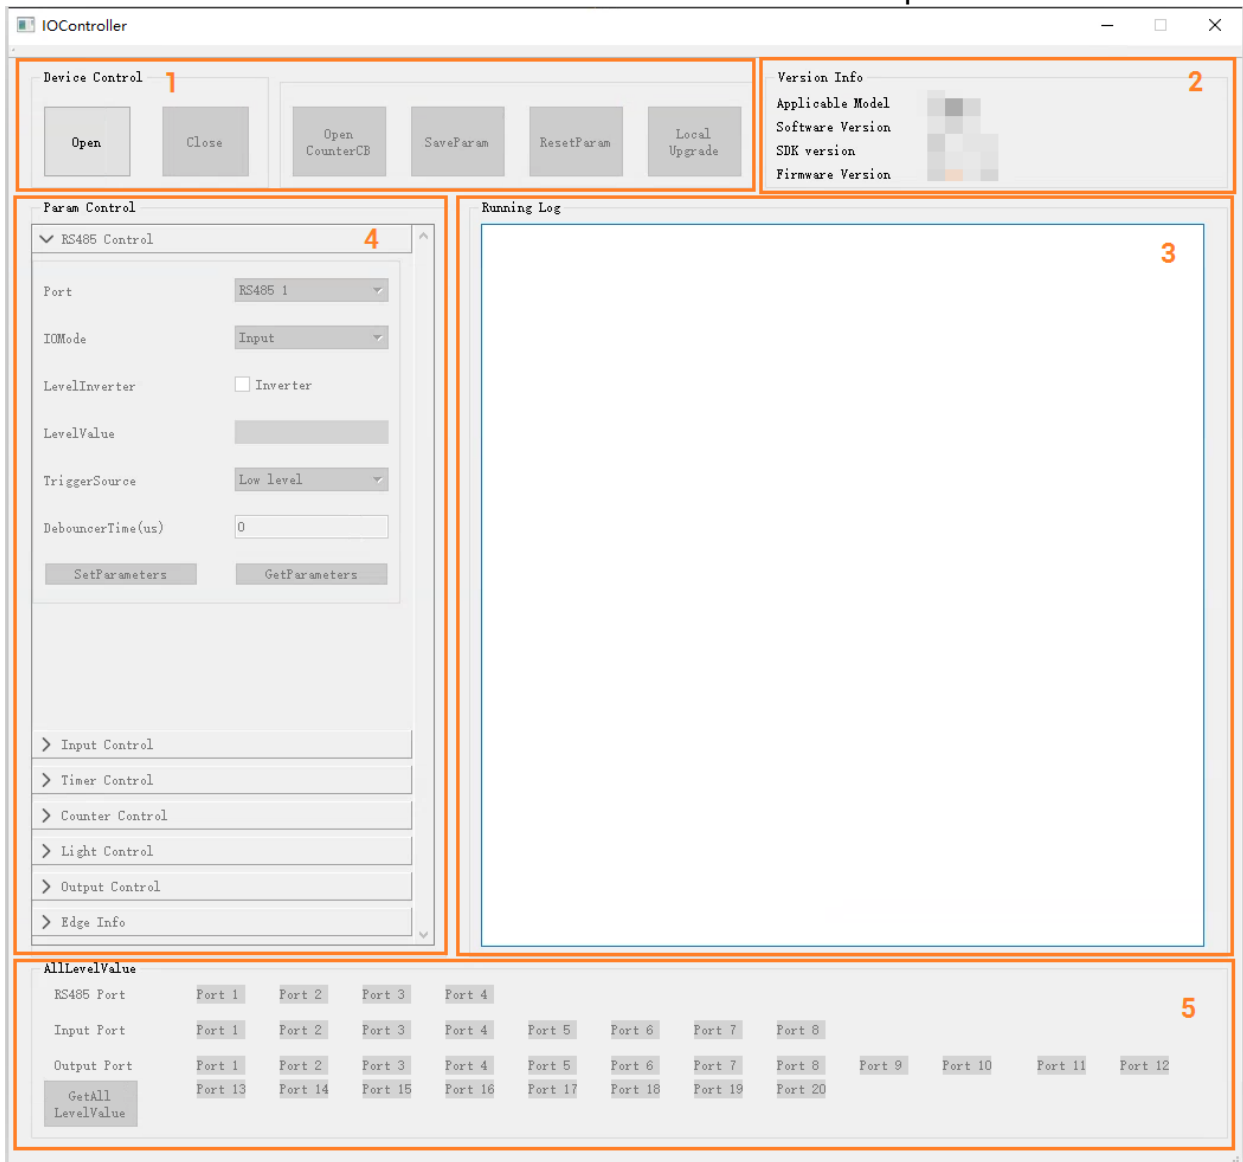 IOController
Device Control
1
Open
Close
Open
CounterCB
SaveParam
ResetParam
Local
Upgrade
Version Info
2
Applicable Model
Software Version
SDK version
Firmware Version
Param Control
4
RS485 Control
Port
RS485 1
IOMode
Input
LevelInverter
Inverter
LevelValue
TriggerSource
Low level
DebouncerTime(us)
0
SetParameters
GetParameters
Input Control
Timer Control
Counter Control
Light Control
Output Control
Edge Info
Running Log
3
AllLevelValue
5
RS485 Port Port 1 Port 2 Port 3 Port 4
Input Port Port 1 Port 2 Port 3 Port 4 Port 5 Port 6 Port 7 Port 8
Output Port Port 1 Port 2 Port 3 Port 4 Port 5 Port 6 Port 7 Port 8 Port 9 Port 10 Port 11 Port 12
Port 13 Port 14 Port 15 Port 16 Port 17 Port 18 Port 19 Port 20
GetAll
LevelValue